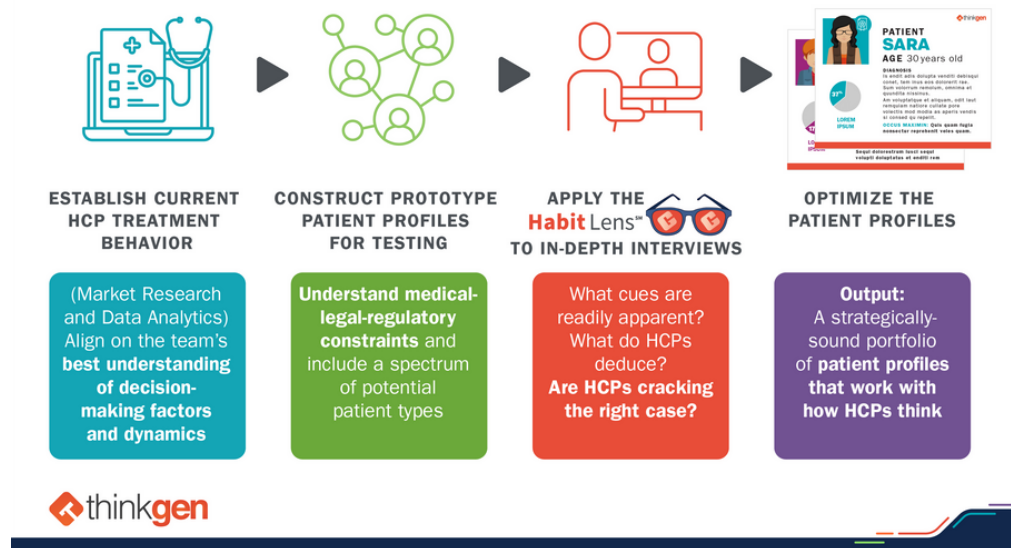 thinkgen
PATIENT
SARA
AGE 30 years old
DIAGNOSIS
37%
LOREM
IPSUM
ESTABLISH CURRENT
HCP TREATMENT
BEHAVIOR
CONSTRUCT PROTOTYPE
PATIENT PROFILES
FOR TESTING
APPLY THE
Habit Lens℠
TO IN-DEPTH INTERVIEWS
OPTIMIZE THE
PATIENT PROFILES
(Market Research
and Data Analytics)
Align on the team's
best understanding
of decision-
making factors
and dynamics
Understand medical-
legal-regulatory
constraints and
include a spectrum
of potential
patient types
What cues are
readily apparent?
What do HCPs
deduce?
Are HCPs cracking
the right case?
Output:
A strategically-
sound portfolio
of patient profiles
that work with
how HCPs think
thinkgen